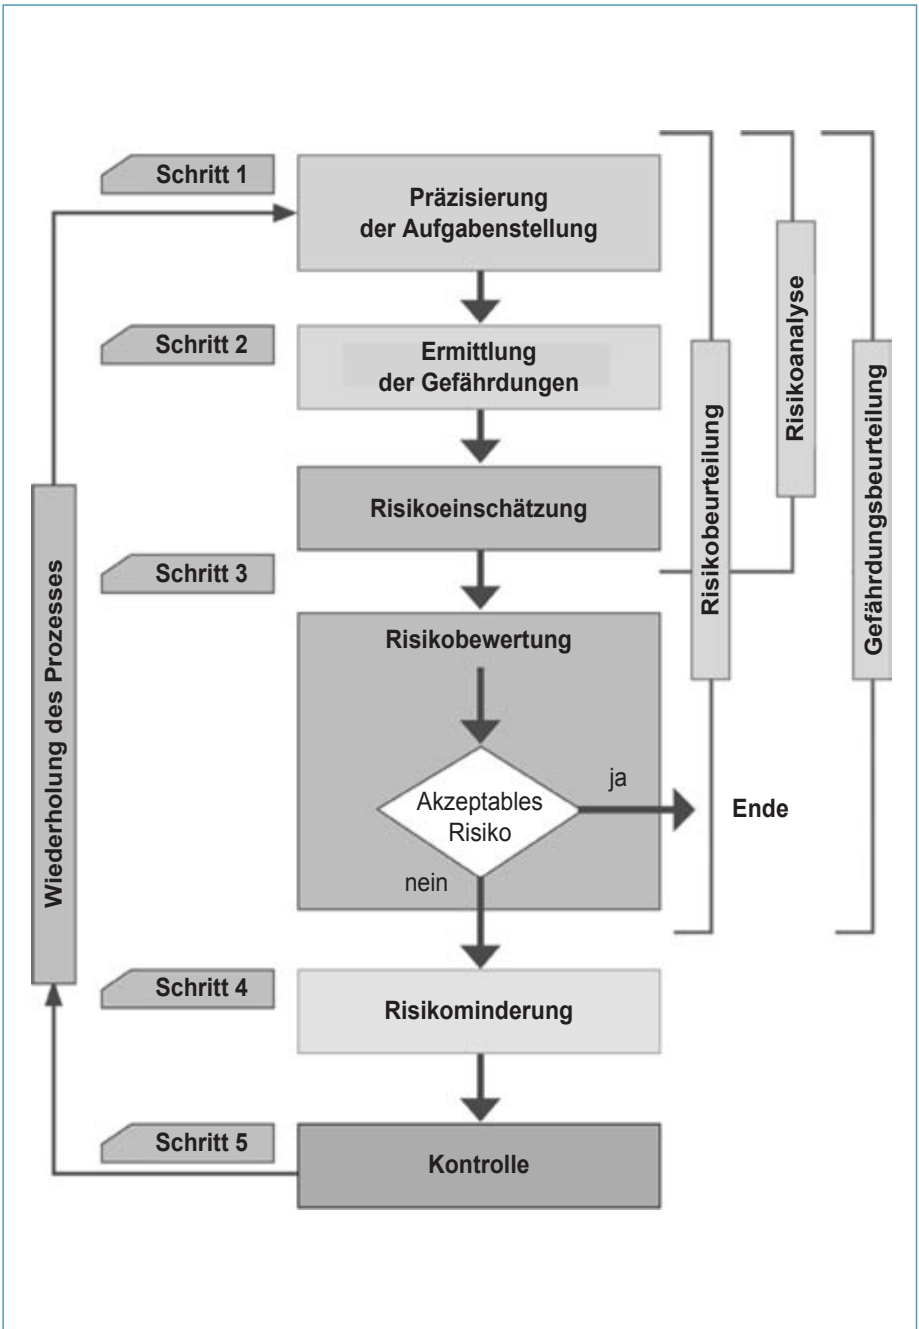 Schritt 1
Präzisierung
der Aufgabenstellung
Schritt 2
Ermittlung
der Gefährdungen
Risikoeinschätzung
Schritt 3
Risikobewertung
Akzeptables
Risiko
ja
Ende
nein
Schritt 4
Risikominderung
Schritt 5
Kontrolle
Wiederholung des Prozesses
Risikobeurteilung
Risikoanalyse
Gefährdungsbeurteilung